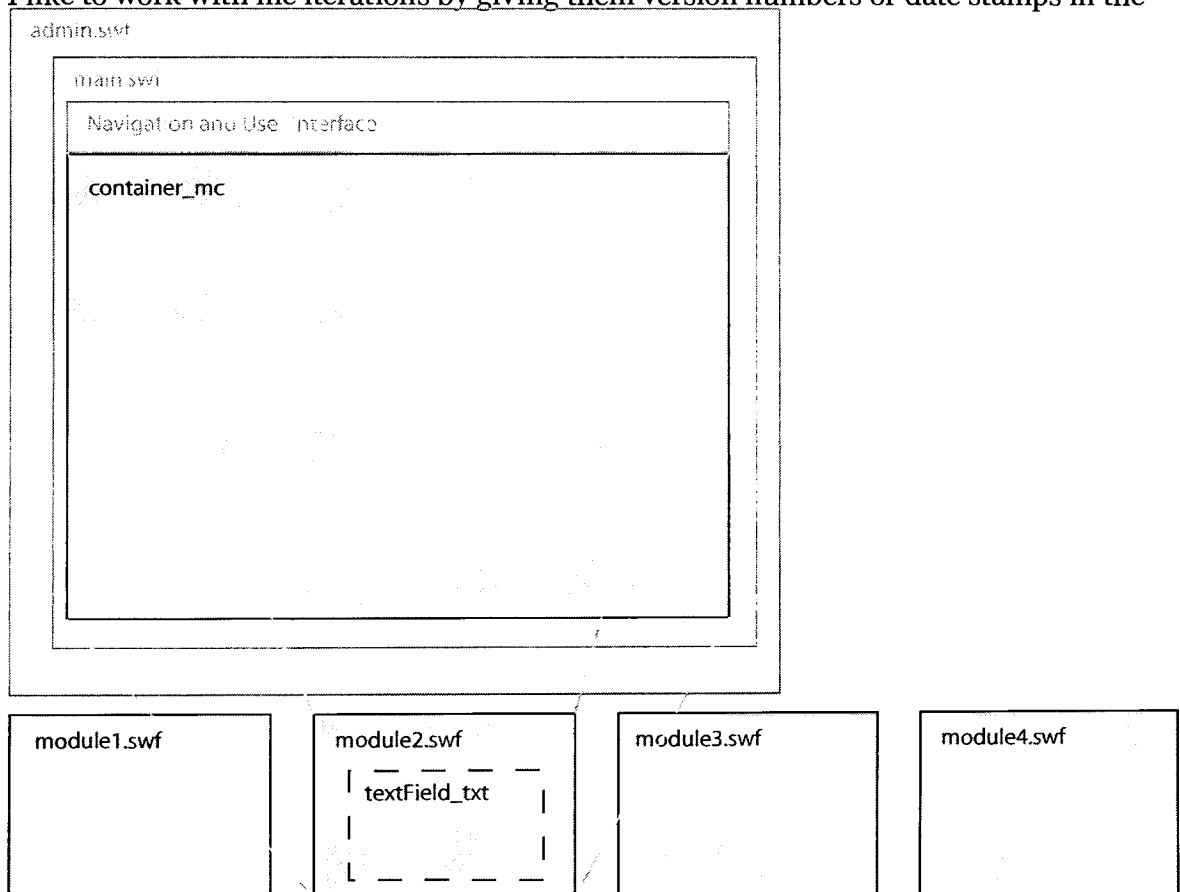 I like to work with file iterations by giving them version numbers or date stamps in the
admin.swf
main.swf
Navigation and User Interface
container_mc
module1.swf
module2.swf
module3.swf
module4.swf
textField_txt